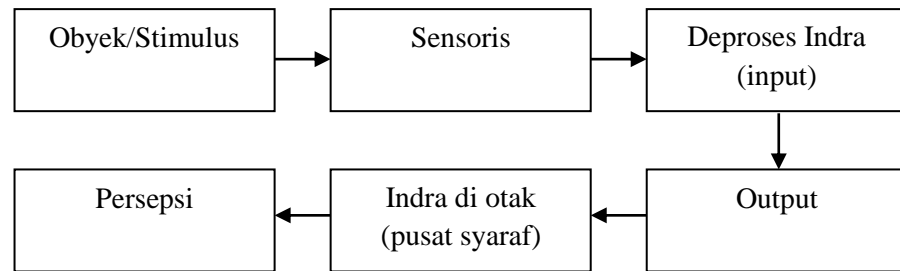 Obyek/Stimulus
Sensoris
Deproses Indra
(input)
Output
Indra di otak
(pusat syaraf)
Persepsi